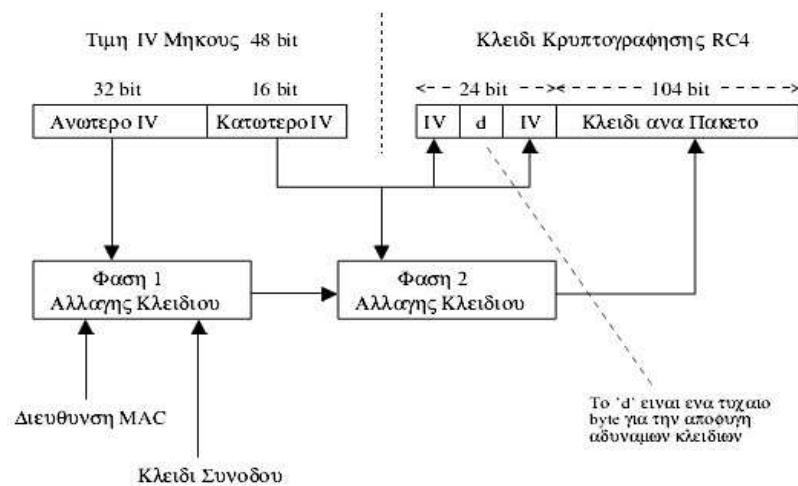 Τιμη IV Μηκους 48 bit
Κλειδι Κρυπτογραφησης RC4
32 bit
16 bit
24 bit
104 bit
Ανωτερο IV
Κατωτερο IV
IV
d
IV
Κλειδι ανα Πακετο
Φαση 1
Αλλαγης Κλειδιου
Φαση 2
Αλλαγης Κλειδιου
Διευθυνση MAC
Κλειδι Συνοδου
Το 'd' ειναι ενα τυχαιο
byte για την αποφυγη
αδυναμων κλειδιων